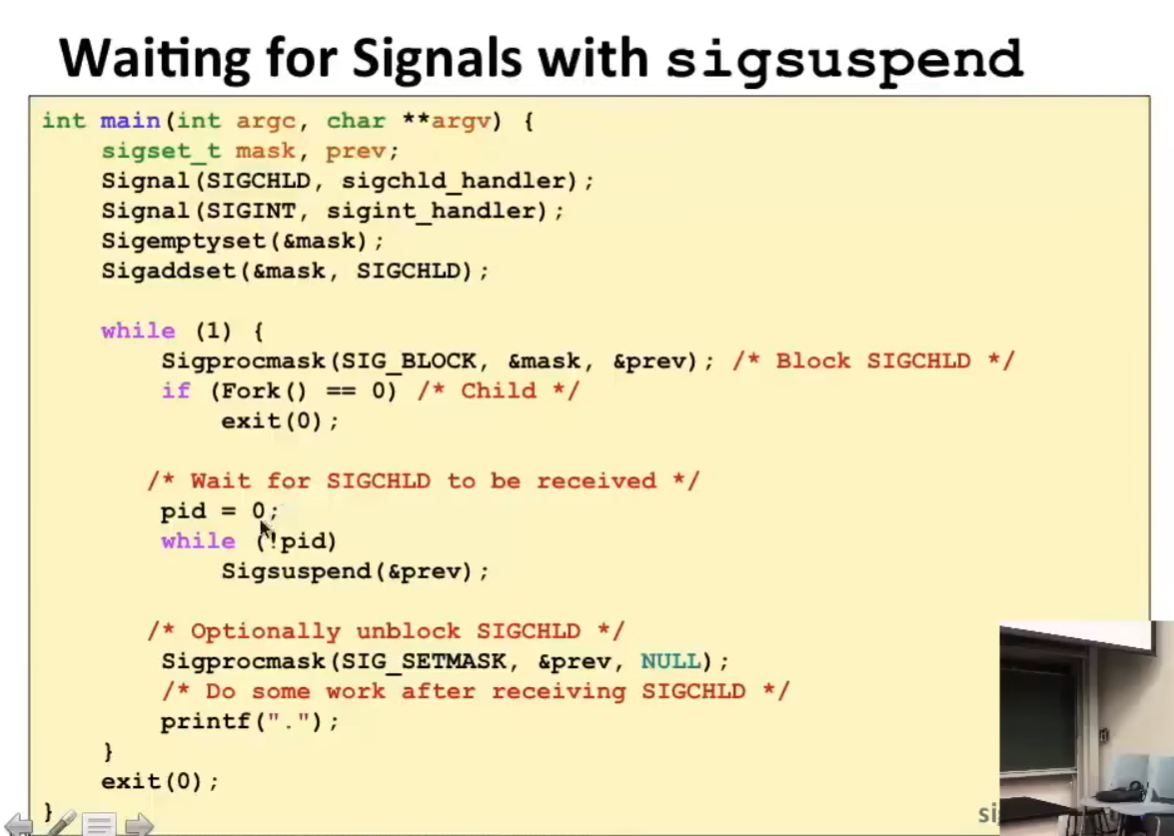 Waiting for Signals with sigsuspend
int main(int argc, char **argv) {
    sigset_t mask, prev;
    Signal(SIGCHLD, sigchld_handler);
    Signal(SIGINT, sigint_handler);
    Sigemptyset(&mask);
    Sigaddset(&mask, SIGCHLD);
    while (1) {
        Sigprocmask(SIG_BLOCK, &mask, &prev); /* Block SIGCHLD */
        if (Fork() == 0) /* Child */
            exit(0);
       /* Wait for SIGCHLD to be received */
        pid = 0;
        while (!pid)
            Sigsuspend(&prev);
       /* Optionally unblock SIGCHLD */
        Sigprocmask(SIG_SETMASK, &prev, NULL);
        /* Do some work after receiving SIGCHLD */
        printf(".");
    }
    exit(0);
}